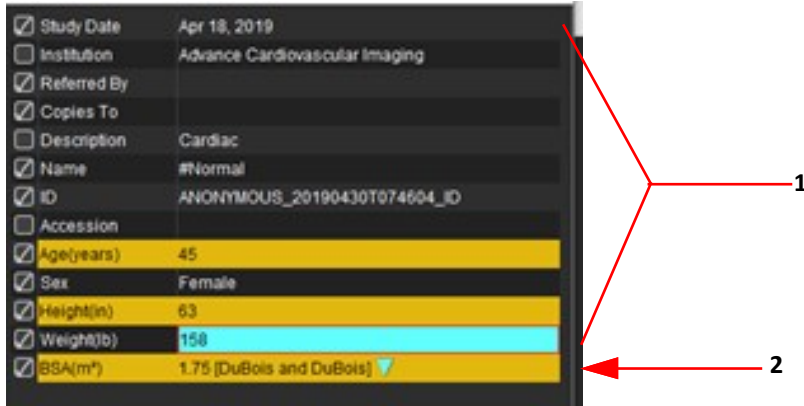 Study Date Apr 18, 2019
Institution Advance Cardiovascular Imaging
Referred By
Copies To
Description Cardiac
Name #Normal
ID ANONYMOUS_20190430T074604_ID
Accession
Age(years) 45
Sex Female
Height(in) 63
Weight(lb) 158
BSA(m²) 1.75 [DuBois and DuBois]
1
2